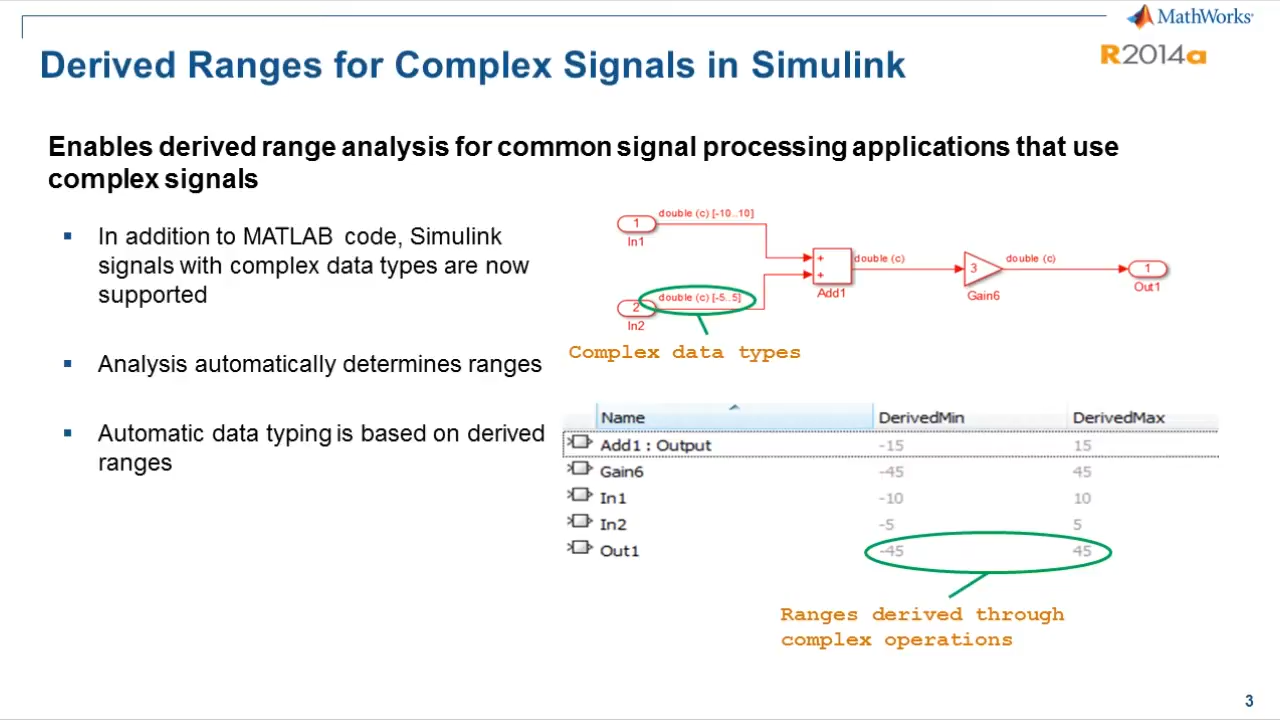 MathWorks
R2014a
Derived Ranges for Complex Signals in Simulink
Enables derived range analysis for common signal processing applications that use
complex signals
In addition to MATLAB code, Simulink
signals with complex data types are now
supported
Analysis automatically determines ranges
Automatic data typing is based on derived
ranges
double (c) [-10..10]
1
In1
double (c) [-5..5]
2
In2
+
+
Add1
double (c)
3
Gain6
double (c)
1
Out1
Complex data types
Name DerivedMin DerivedMax
Add1 : Output -15 15
Gain6 -45 45
In1 -10 10
In2 -5 5
Out1 -45 45
Ranges derived through
complex operations
3